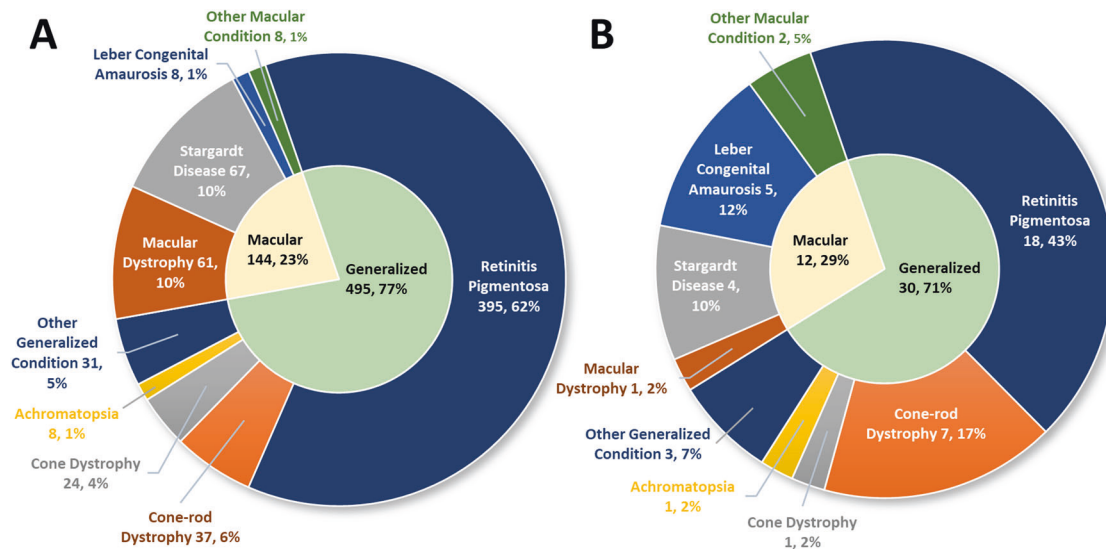 A
Other Macular
Condition 8, 1%
Leber Congenital
Amaurosis 8, 1%
Stargardt
Disease 67,
10%
Macular
Dystrophy 61,
10%
Other
Generalized
Condition 31,
5%
Achromatopsia
8, 1%
Cone Dystrophy
24, 4%
Cone-rod
Dystrophy 37, 6%
Macular
144, 23%
Generalized
495, 77%
Retinitis
Pigmentosa
395, 62%
B
Other Macular
Condition 2, 5%
Leber
Congenital
Amaurosis 5,
12%
Stargardt
Disease 4,
10%
Macular
Dystrophy 1, 2%
Other Generalized
Condition 3, 7%
Achromatopsia
1, 2%
Cone Dystrophy
1, 2%
Cone-rod
Dystrophy 7, 17%
Macular
12, 29%
Generalized
30, 71%
Retinitis
Pigmentosa
18, 43%